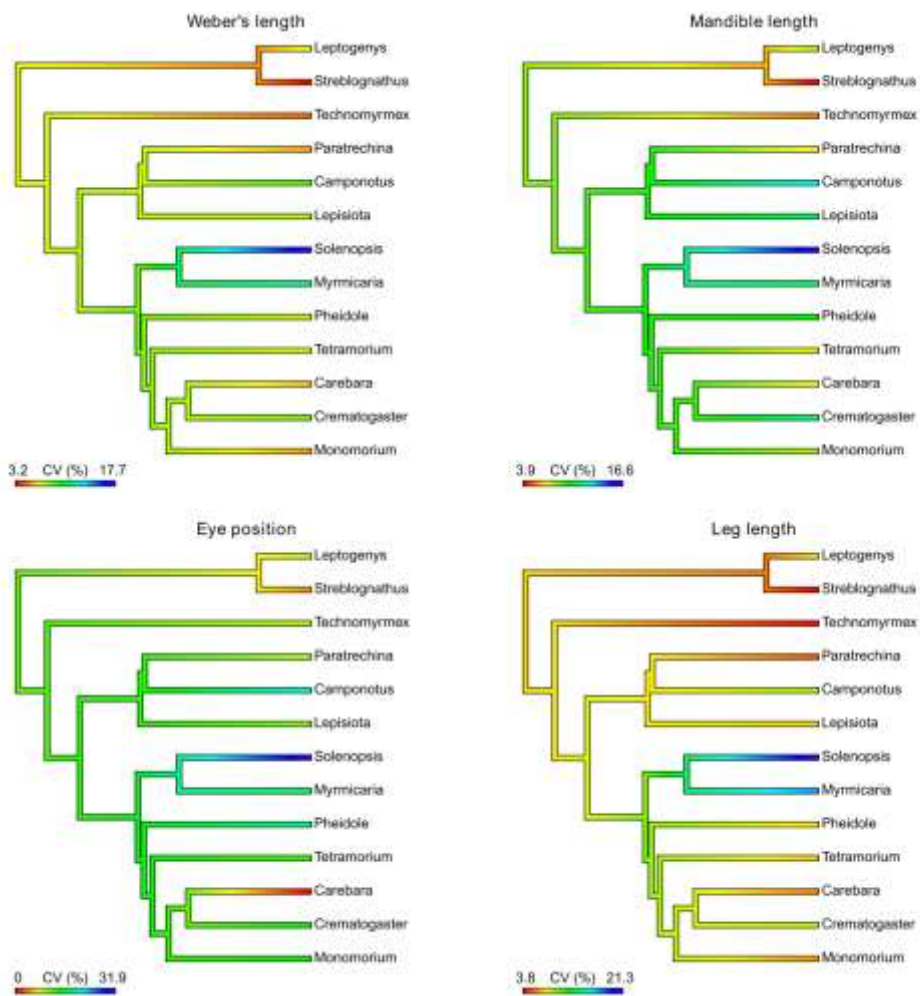 Weber's length
Leptogenys
Streblognathus
Technomyrmex
Paratrechina
Camponotus
Lepisiota
Solenopsis
Myrmicaria
Pheidole
Tetramorium
Carebara
Crematogaster
Monomorium
3.2 CV (%) 17.7
Mandible length
Leptogenys
Streblognathus
Technomyrmex
Paratrechina
Camponotus
Lepisiota
Solenopsis
Myrmicaria
Pheidole
Tetramorium
Carebara
Crematogaster
Monomorium
3.9 CV (%) 16.6
Eye position
Leptogenys
Streblognathus
Technomyrmex
Paratrechina
Camponotus
Lepisiota
Solenopsis
Myrmicaria
Pheidole
Tetramorium
Carebara
Crematogaster
Monomorium
0 CV (%) 31.9
Leg length
Leptogenys
Streblognathus
Technomyrmex
Paratrechina
Camponotus
Lepisiota
Solenopsis
Myrmicaria
Pheidole
Tetramorium
Carebara
Crematogaster
Monomorium
3.8 CV (%) 21.3